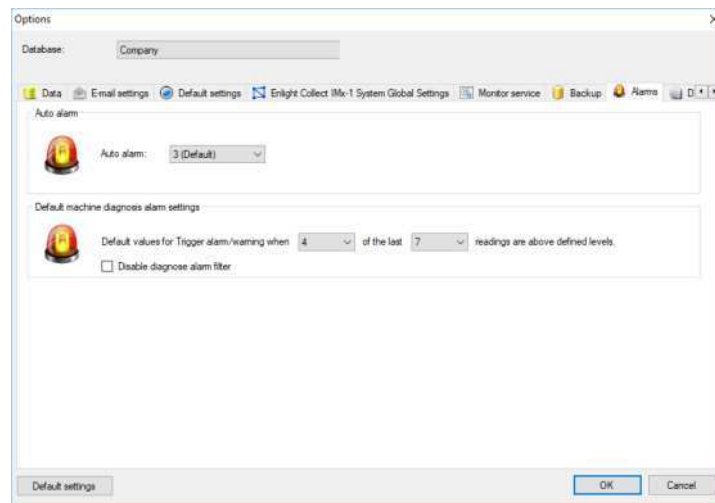 Options
Database: Company
Data E-mail settings Default settings Enlight Collect IMx-1 System Global Settings Monitor service Backup Alarms D
Auto alarm
Auto alarm: 3 (Default)
Default machine diagnosis alarm settings
Default values for Trigger alarm/warning when 4 of the last 7 readings are above defined levels.
Disable diagnose alarm filter
Default settings OK Cancel